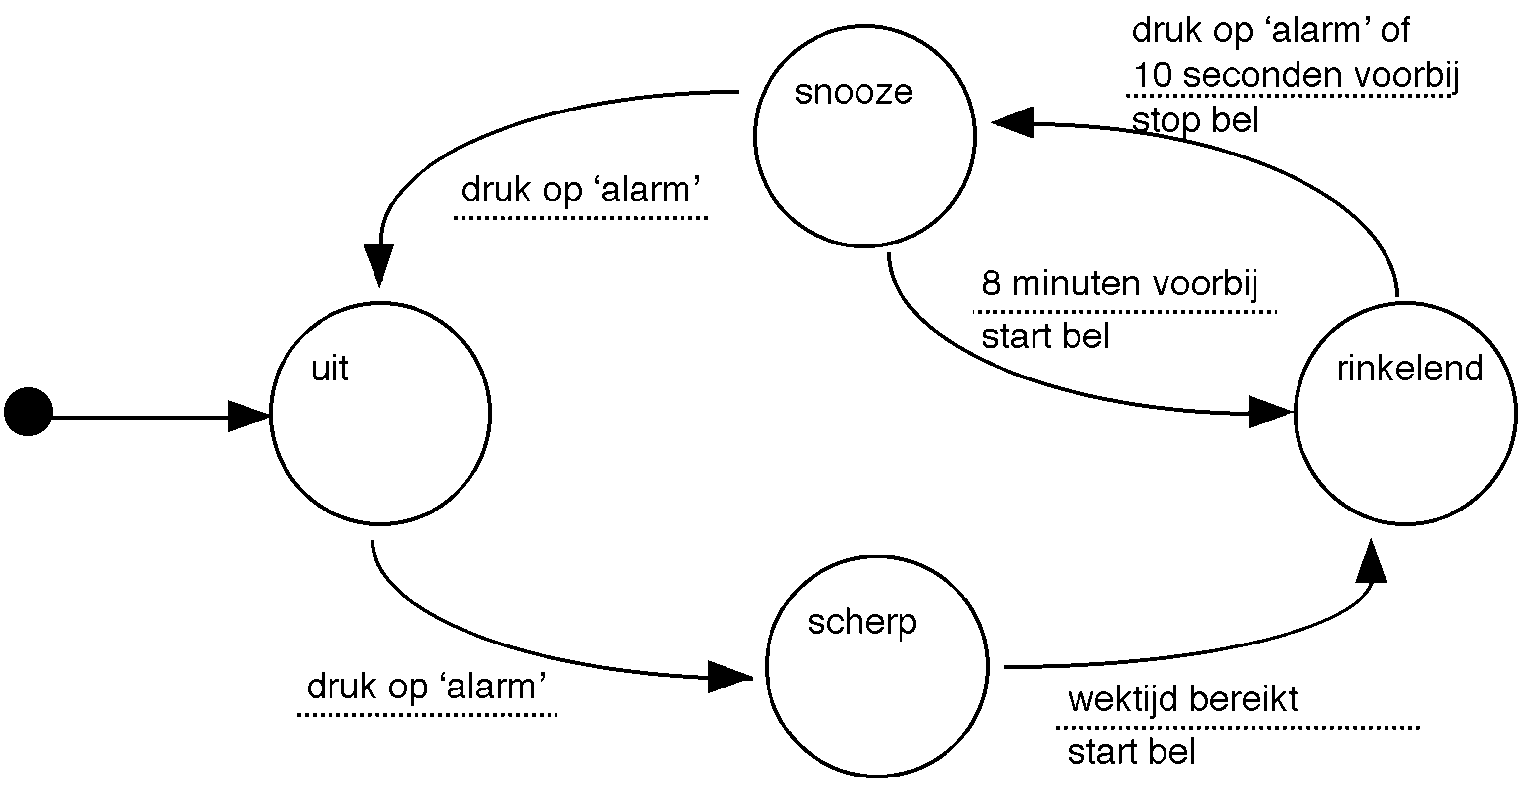 druk op ‘alarm’ of
10 seconden voorbij
stop bel
snooze
druk op ‘alarm’
8 minuten voorbij
start bel
uit
rinkelend
scherp
druk op ‘alarm’
wektijd bereikt
start bel